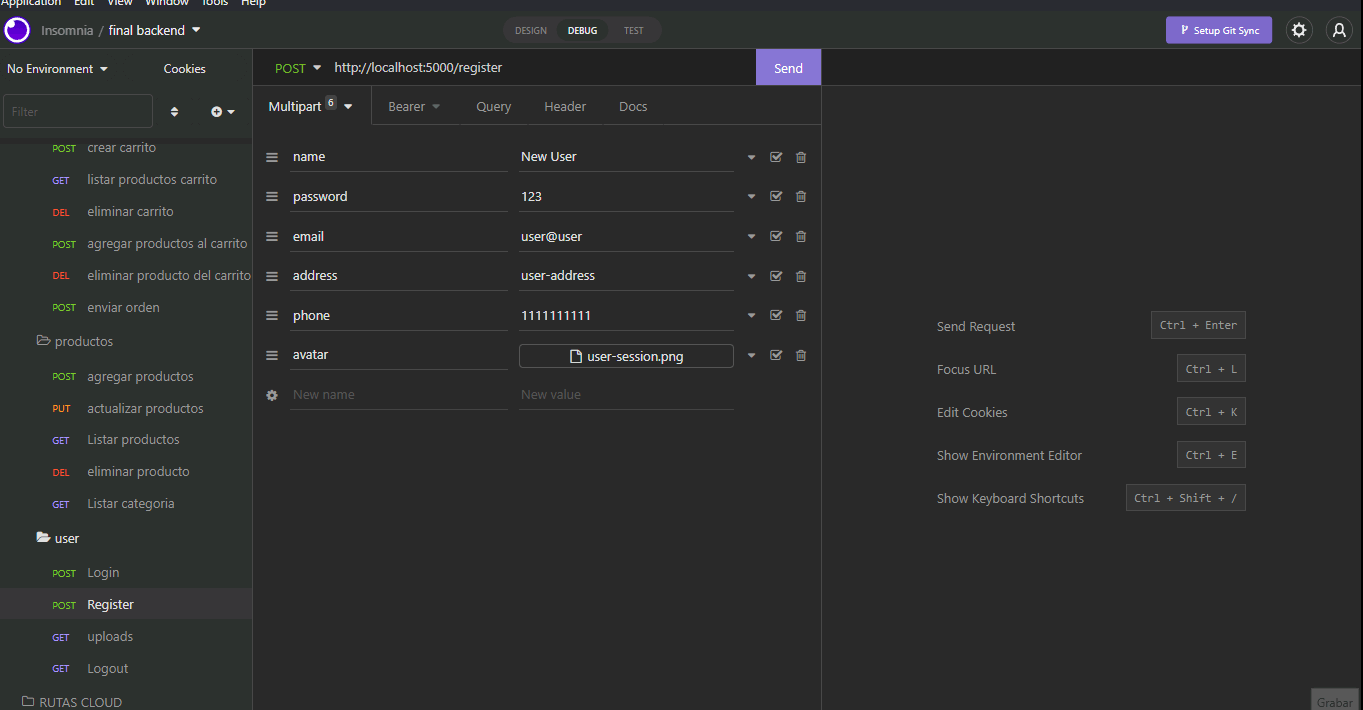 Application Edit View Window Tools Help
Insomnia / final backend
DESIGN DEBUG TEST
Setup Git Sync
No Environment Cookies
POST http://localhost:5000/register Send
Filter
Multipart 6 Bearer Query Header Docs
POST crear carrito
GET listar productos carrito
DEL eliminar carrito
POST agregar productos al carrito
DEL eliminar producto del carrito
POST enviar orden
productos
POST agregar productos
PUT actualizar productos
GET Listar productos
DEL eliminar producto
GET Listar categoria
user
POST Login
POST Register
GET uploads
GET Logout
RUTAS CLOUD
name New User
password 123
email user@user
address user-address
phone 1111111111
avatar user-session.png
New name New value
Send Request Ctrl + Enter
Focus URL Ctrl + L
Edit Cookies Ctrl + K
Show Environment Editor Ctrl + E
Show Keyboard Shortcuts Ctrl + Shift + /
Grabar